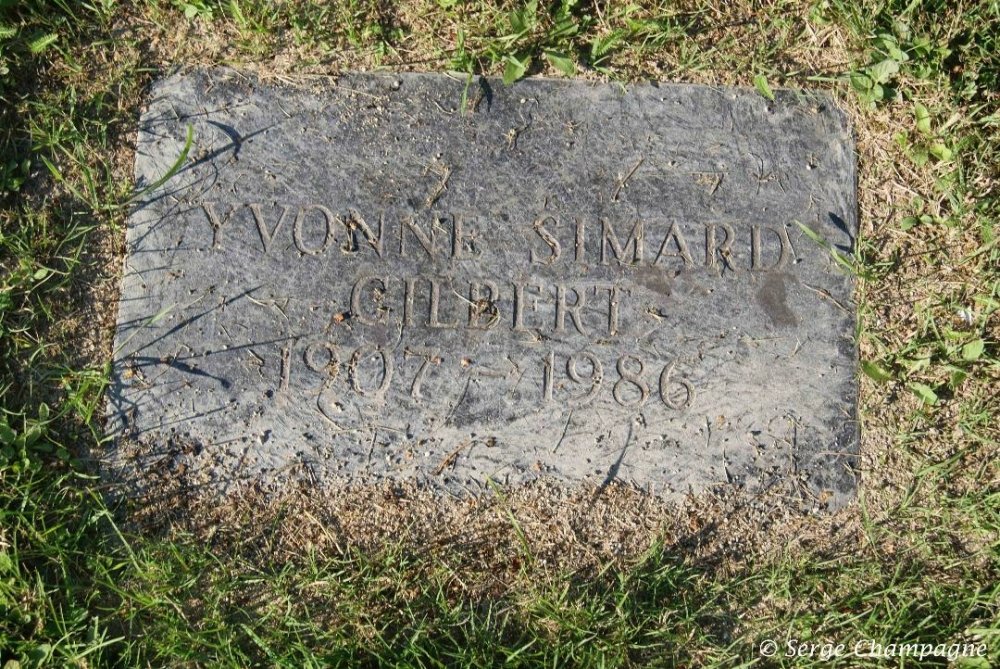 YVONNE SIMARD
GILBERT
1907 - 1986
© Serge Champagne